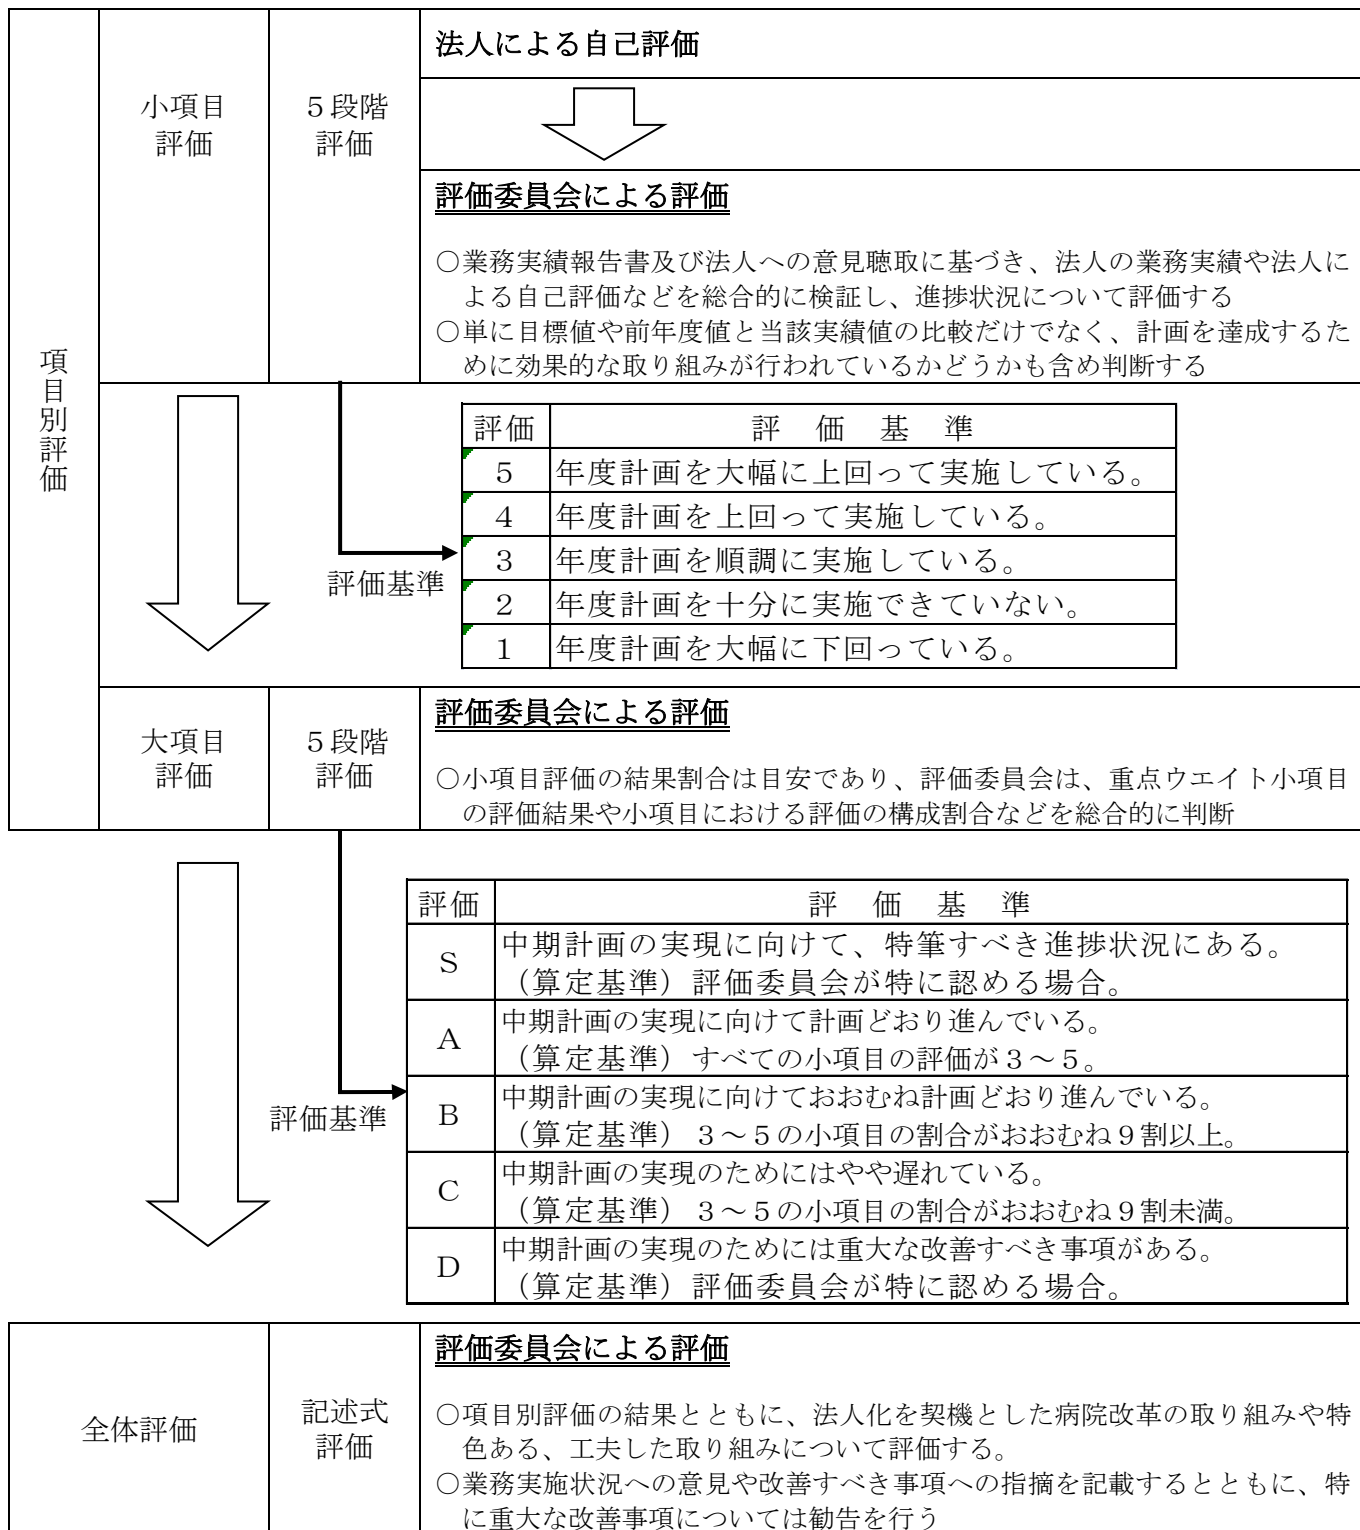 項目別評価
小項目
評価
５段階
評価
法人による自己評価
評価委員会による評価
○業務実績報告書及び法人への意見聴取に基づき、法人の業務実績や法人に
よる自己評価などを総合的に検証し、進捗状況について評価する
○単に目標値や前年度値と当該実績値の比較だけでなく、計画を達成するた
めに効果的な取り組みが行われているかどうかも含め判断する
評価基準
評価 評　価　基　準
５ 年度計画を大幅に上回って実施している。
４ 年度計画を上回って実施している。
３ 年度計画を順調に実施している。
２ 年度計画を十分に実施できていない。
１ 年度計画を大幅に下回っている。
大項目
評価
５段階
評価
評価委員会による評価
○小項目評価の結果割合は目安であり、評価委員会は、重点ウエイト小項目
の評価結果や小項目における評価の構成割合などを総合的に判断
評価基準
評価 評　価　基　準
S 中期計画の実現に向けて、特筆すべき進捗状況にある。
（算定基準）評価委員会が特に認める場合。
A 中期計画の実現に向けて計画どおり進んでいる。
（算定基準）すべての小項目の評価が３～５。
B 中期計画の実現に向けておおむね計画どおり進んでいる。
（算定基準）３～５の小項目の割合がおおむね９割以上。
C 中期計画の実現のためにはやや遅れている。
（算定基準）３～５の小項目の割合がおおむね９割未満。
D 中期計画の実現のためには重大な改善すべき事項がある。
（算定基準）評価委員会が特に認める場合。
全体評価
記述式
評価
評価委員会による評価
○項目別評価の結果とともに、法人化を契機とした病院改革の取り組みや特
色ある、工夫した取り組みについて評価する。
○業務実施状況への意見や改善すべき事項への指摘を記載するとともに、特
に重大な改善事項については勧告を行う